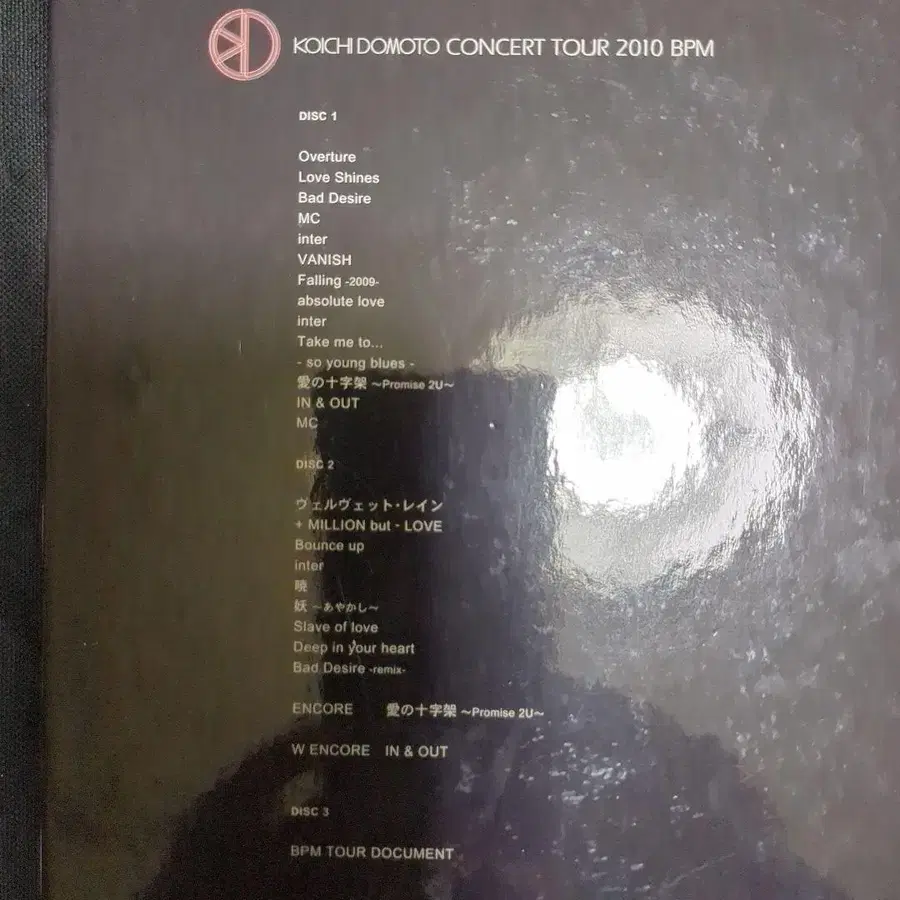 KOICHI DOMOTO CONCERT TOUR 2010 BPM
DISC 1
Overture
Love Shines
Bad Desire
MC
inter
VANISH
Falling -2009-
absolute love
inter
Take me to...
- so young blues -
愛の十字架 ～Promise 2U～
IN & OUT
MC
DISC 2
ヴェルヴェット・レイン
+ MILLION but - LOVE
Bounce up
inter
暁
妖 ～あやかし～
Slave of love
Deep in your heart
Bad Desire -remix-
ENCORE 愛の十字架 ～Promise 2U～
W ENCORE IN & OUT
DISC 3
BPM TOUR DOCUMENT